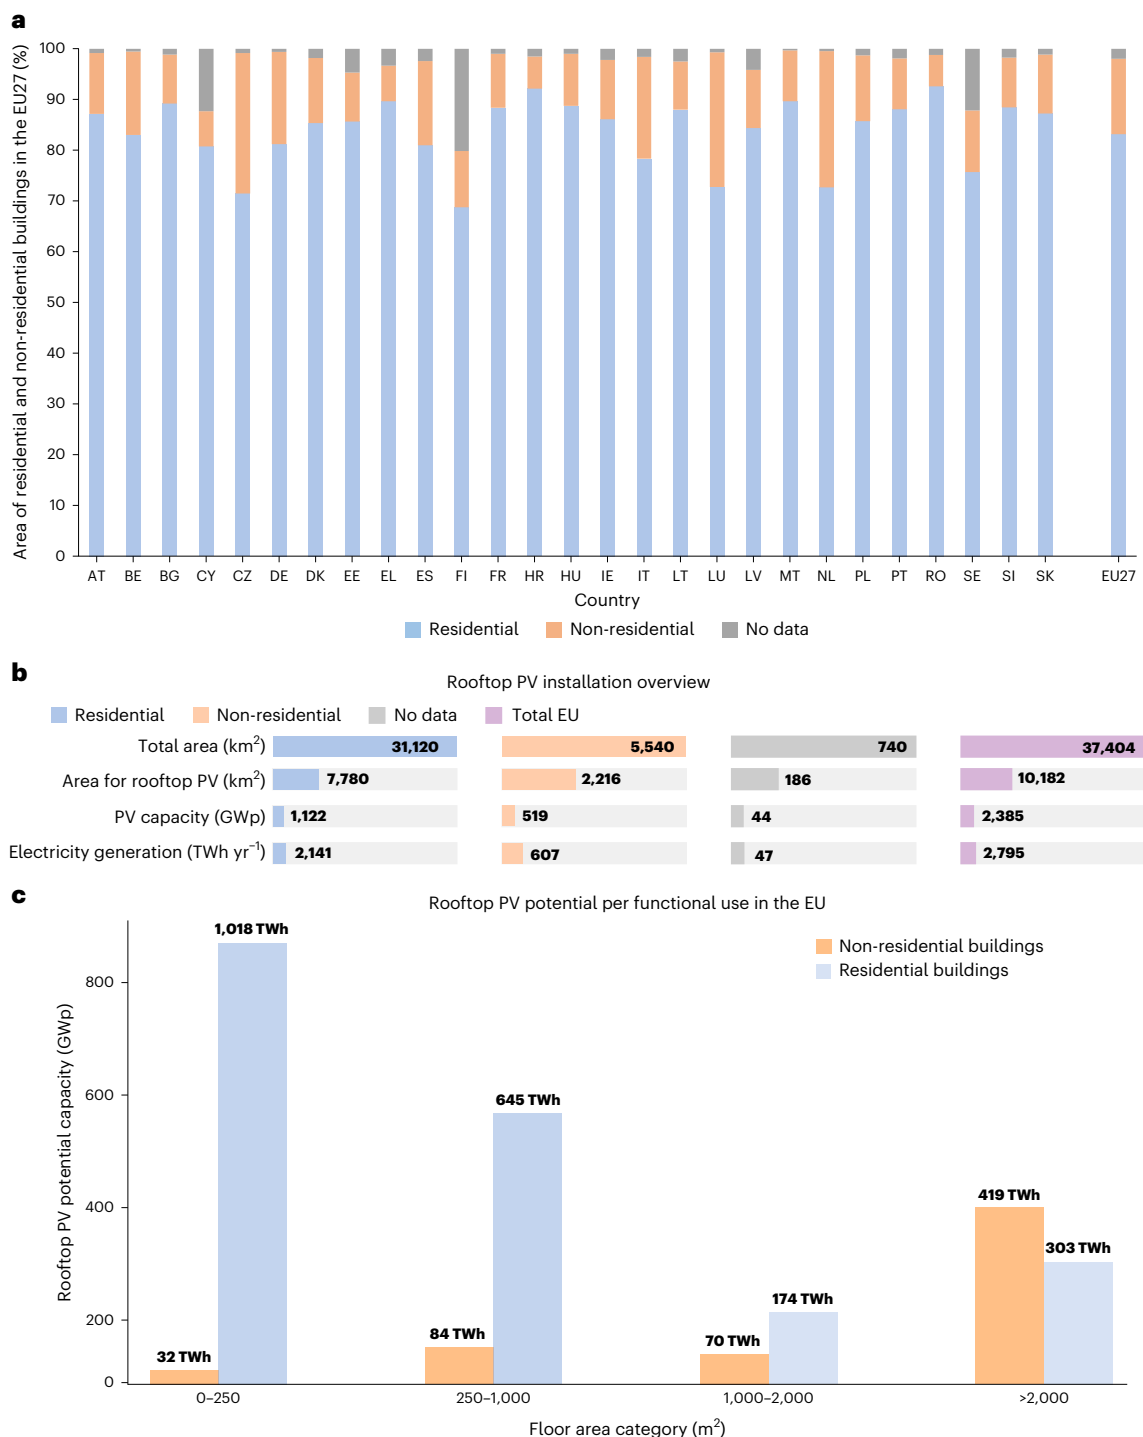 a
Area of residential and non-residential buildings in the EU27 (%)
100
90
80
70
60
50
40
30
20
10
0
AT BE BG CY CZ DE DK EE EL ES FI FR HR HU IE IT LT LU LV MT NL PL PT RO SE SI SK EU27
Country
Residential Non-residential No data
b
Rooftop PV installation overview
Residential Non-residential No data Total EU
Total area (km²) 31,120 5,540 740 37,404
Area for rooftop PV (km²) 7,780 2,216 186 10,182
PV capacity (GWp) 1,122 519 44 2,385
Electricity generation (TWh yr⁻¹) 2,141 607 47 2,795
c
Rooftop PV potential per functional use in the EU
Non-residential buildings
Residential buildings
Rooftop PV potential capacity (GWp)
800
600
400
200
0
32 TWh
1,018 TWh
84 TWh
645 TWh
70 TWh
174 TWh
419 TWh
303 TWh
0–250 250–1,000 1,000–2,000 >2,000
Floor area category (m²)